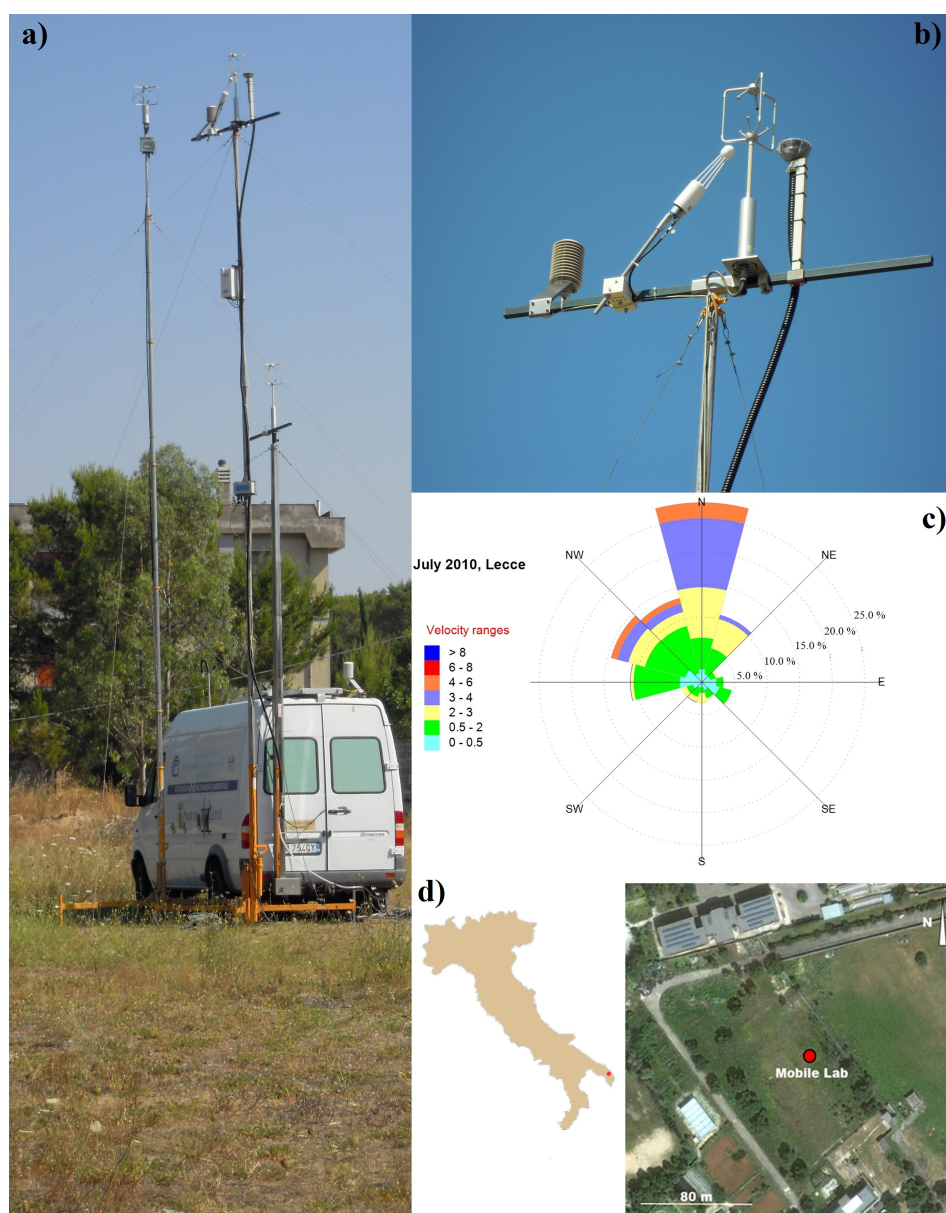 a)
b)
c)
July 2010, Lecce
Velocity ranges
> 8
6 - 8
4 - 6
3 - 4
2 - 3
0.5 - 2
0 - 0.5
N
NE
E
SE
S
SW
NW
5.0 %
10.0 %
15.0 %
20.0 %
25.0 %
d)
N
Mobile Lab
80 m